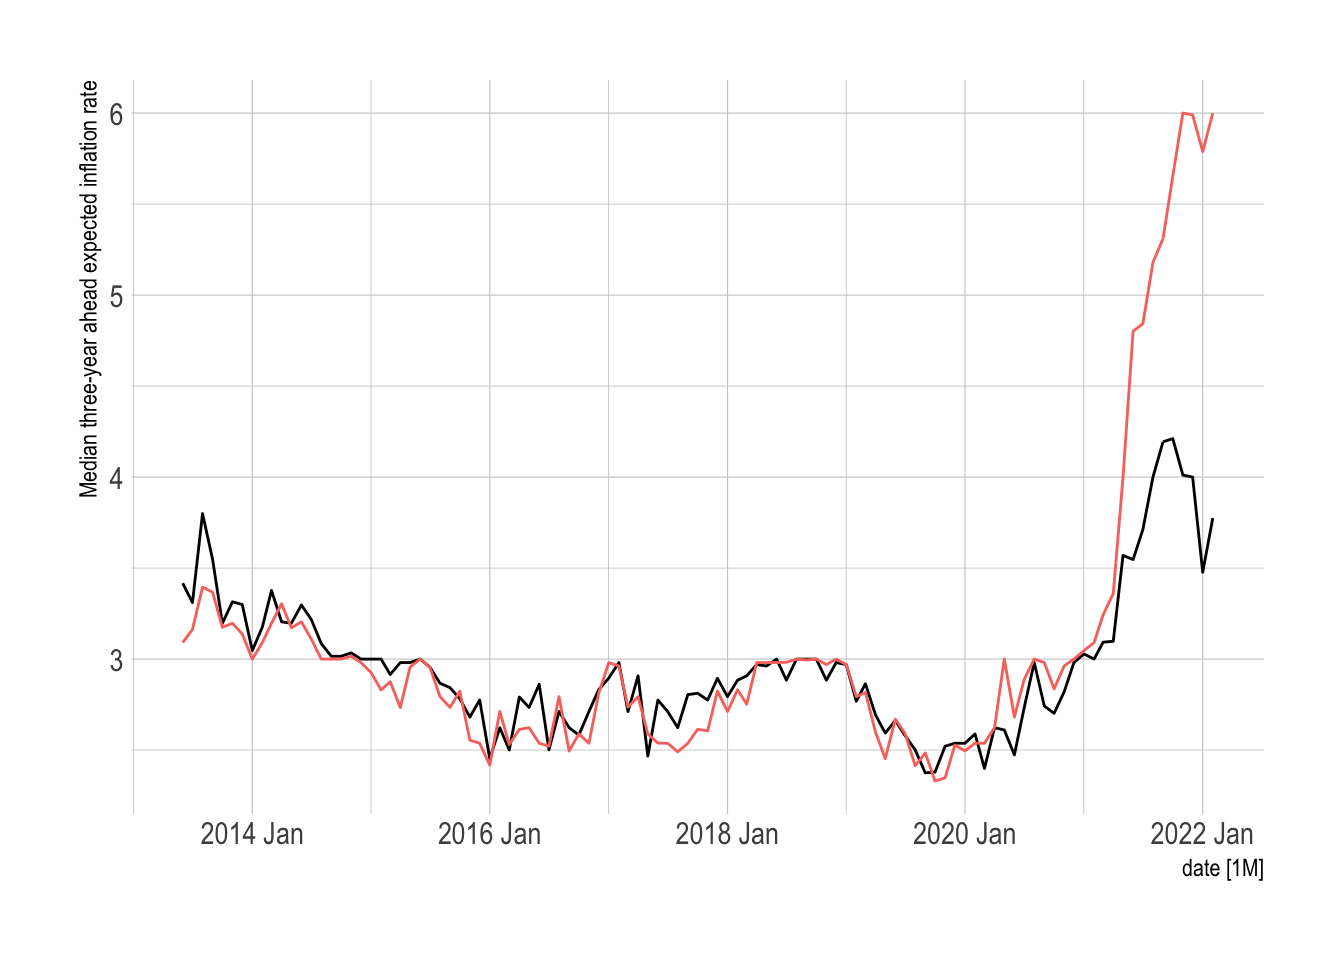 Median three-year ahead expected inflation rate
6
5
4
3
2014 Jan
2016 Jan
2018 Jan
2020 Jan
2022 Jan
date [1M]